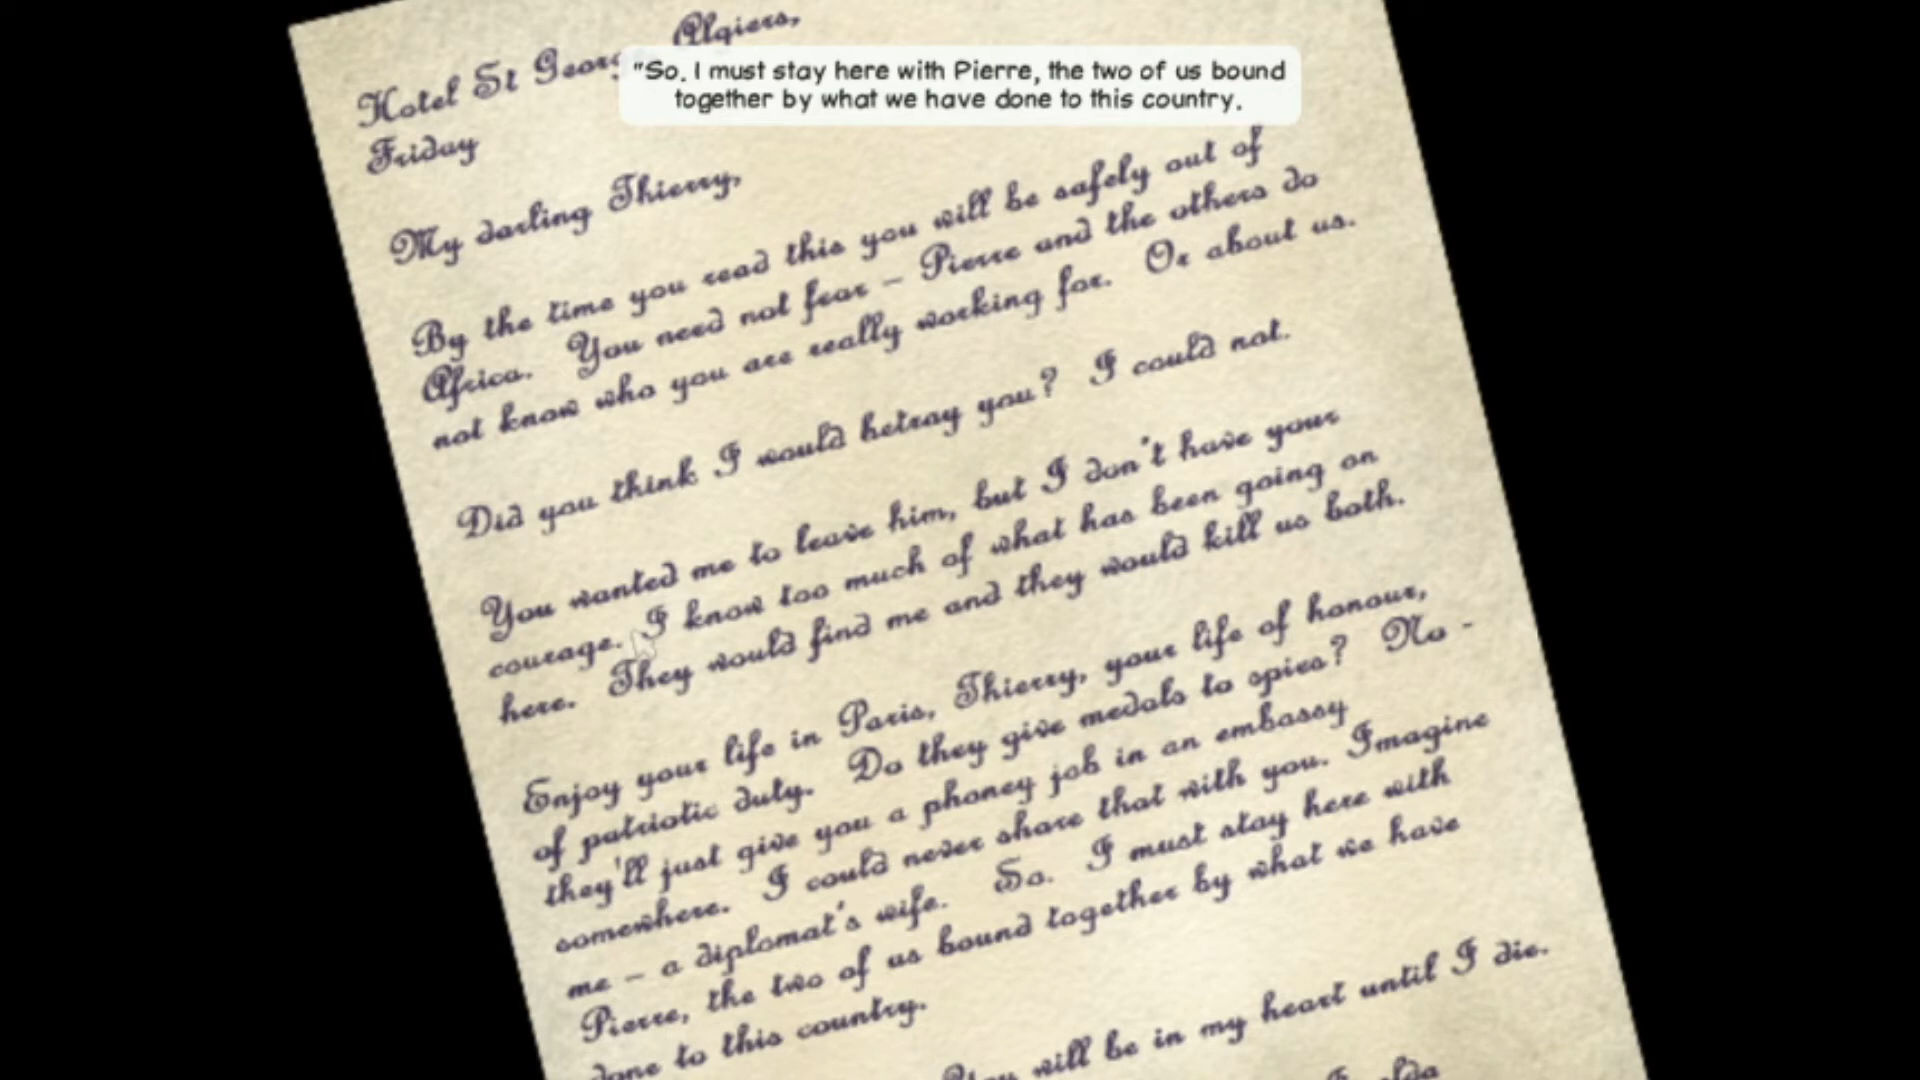 Hotel St Georg Algiers,
"So. I must stay here with Pierre, the two of us bound
together by what we have done to this country.
Friday
My darling Thierry,
By the time you read this you will be safely out of
Africa. You need not fear – Pierre and the others do
not know who you are really working for. Or about us.
Did you think I would betray you? I could not.
You wanted me to leave him, but I don't have your
courage. I know too much of what has been going on
here. They would find me and they would kill us both.
Enjoy your life in Paris, Thierry, your life of honour,
of patriotic duty. Do they give medals to spies? No -
they'll just give you a phoney job in an embassy
somewhere. I could never share that with you. Imagine
me – a diplomat's wife. So. I must stay here with
Pierre, the two of us bound together by what we have
done to this country.
You will be in my heart until I die.